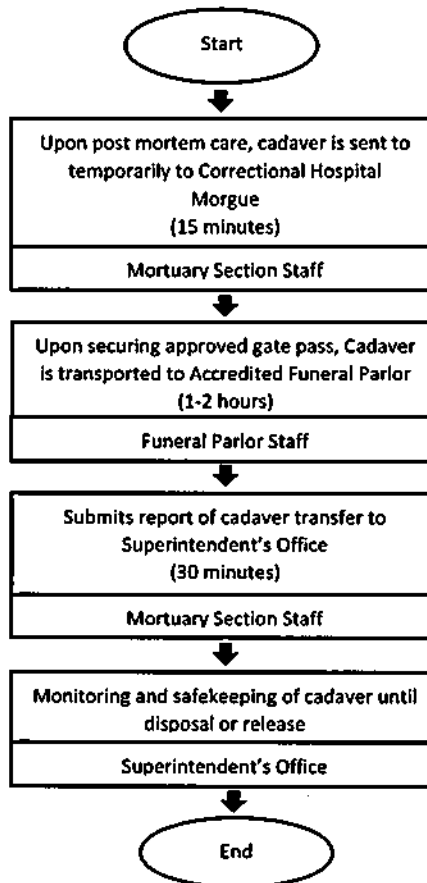 Start
Upon post mortem care, cadaver is sent to
temporarily to Correctional Hospital
Morgue
(15 minutes)
Mortuary Section Staff
Upon securing approved gate pass, Cadaver
is transported to Accredited Funeral Parlor
(1-2 hours)
Funeral Parlor Staff
Submits report of cadaver transfer to
Superintendent's Office
(30 minutes)
Mortuary Section Staff
Monitoring and safekeeping of cadaver until
disposal or release
Superintendent's Office
End